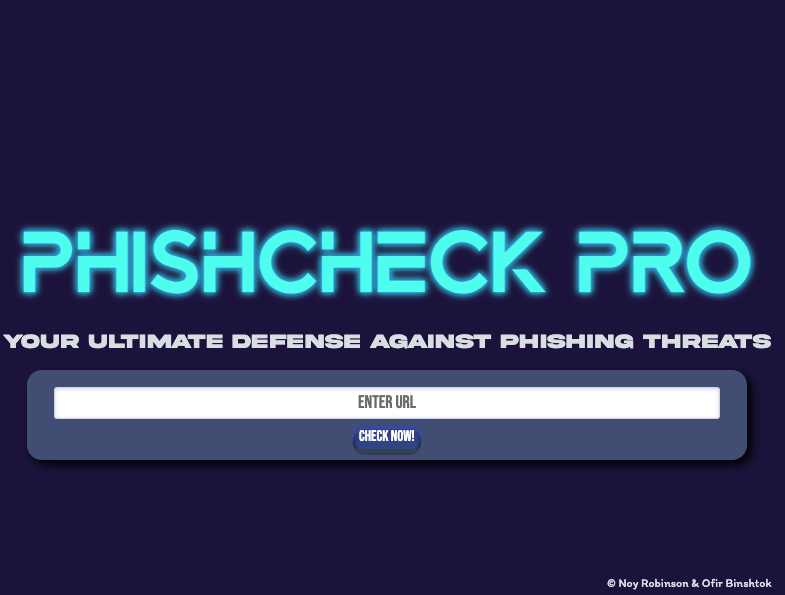 PHISHCHECK PRO
YOUR ULTIMATE DEFENSE AGAINST PHISHING THREATS
ENTER URL
CHECK NOW!
© Noy Robinson & Ofir Binshtok